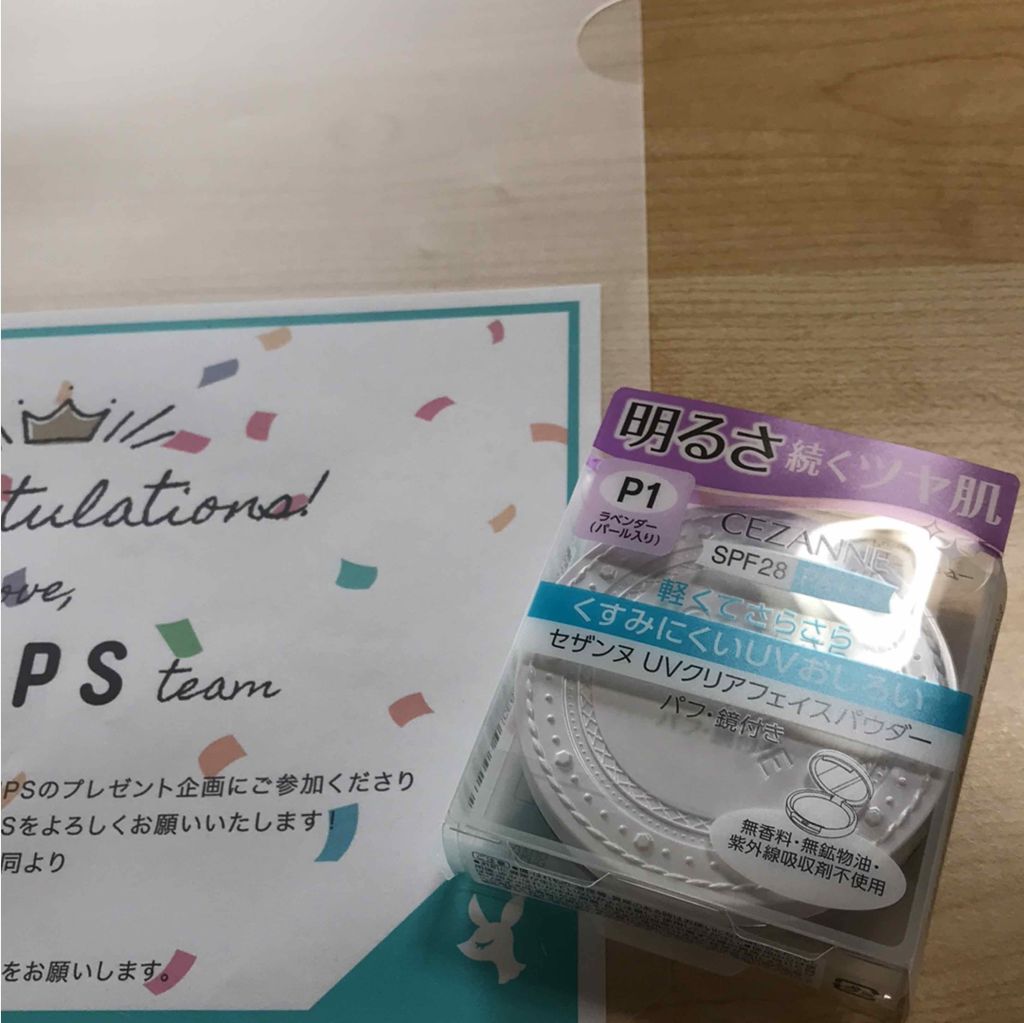 tulations!
ove,
PS team
PSのプレゼント企画にご参加くださり
Sをよろしくお願いいたします!
同より
をお願いします。
明るさ続くツヤ肌
P1
ラベンダー
(パール入り)
CEZANNE
SPF28
軽くてさらさら
くすみにくいUVおしろい
セザンヌ UVクリアフェイスパウダー
パフ・鏡付き
無香料・無鉱物油・
紫外線吸収剤不使用